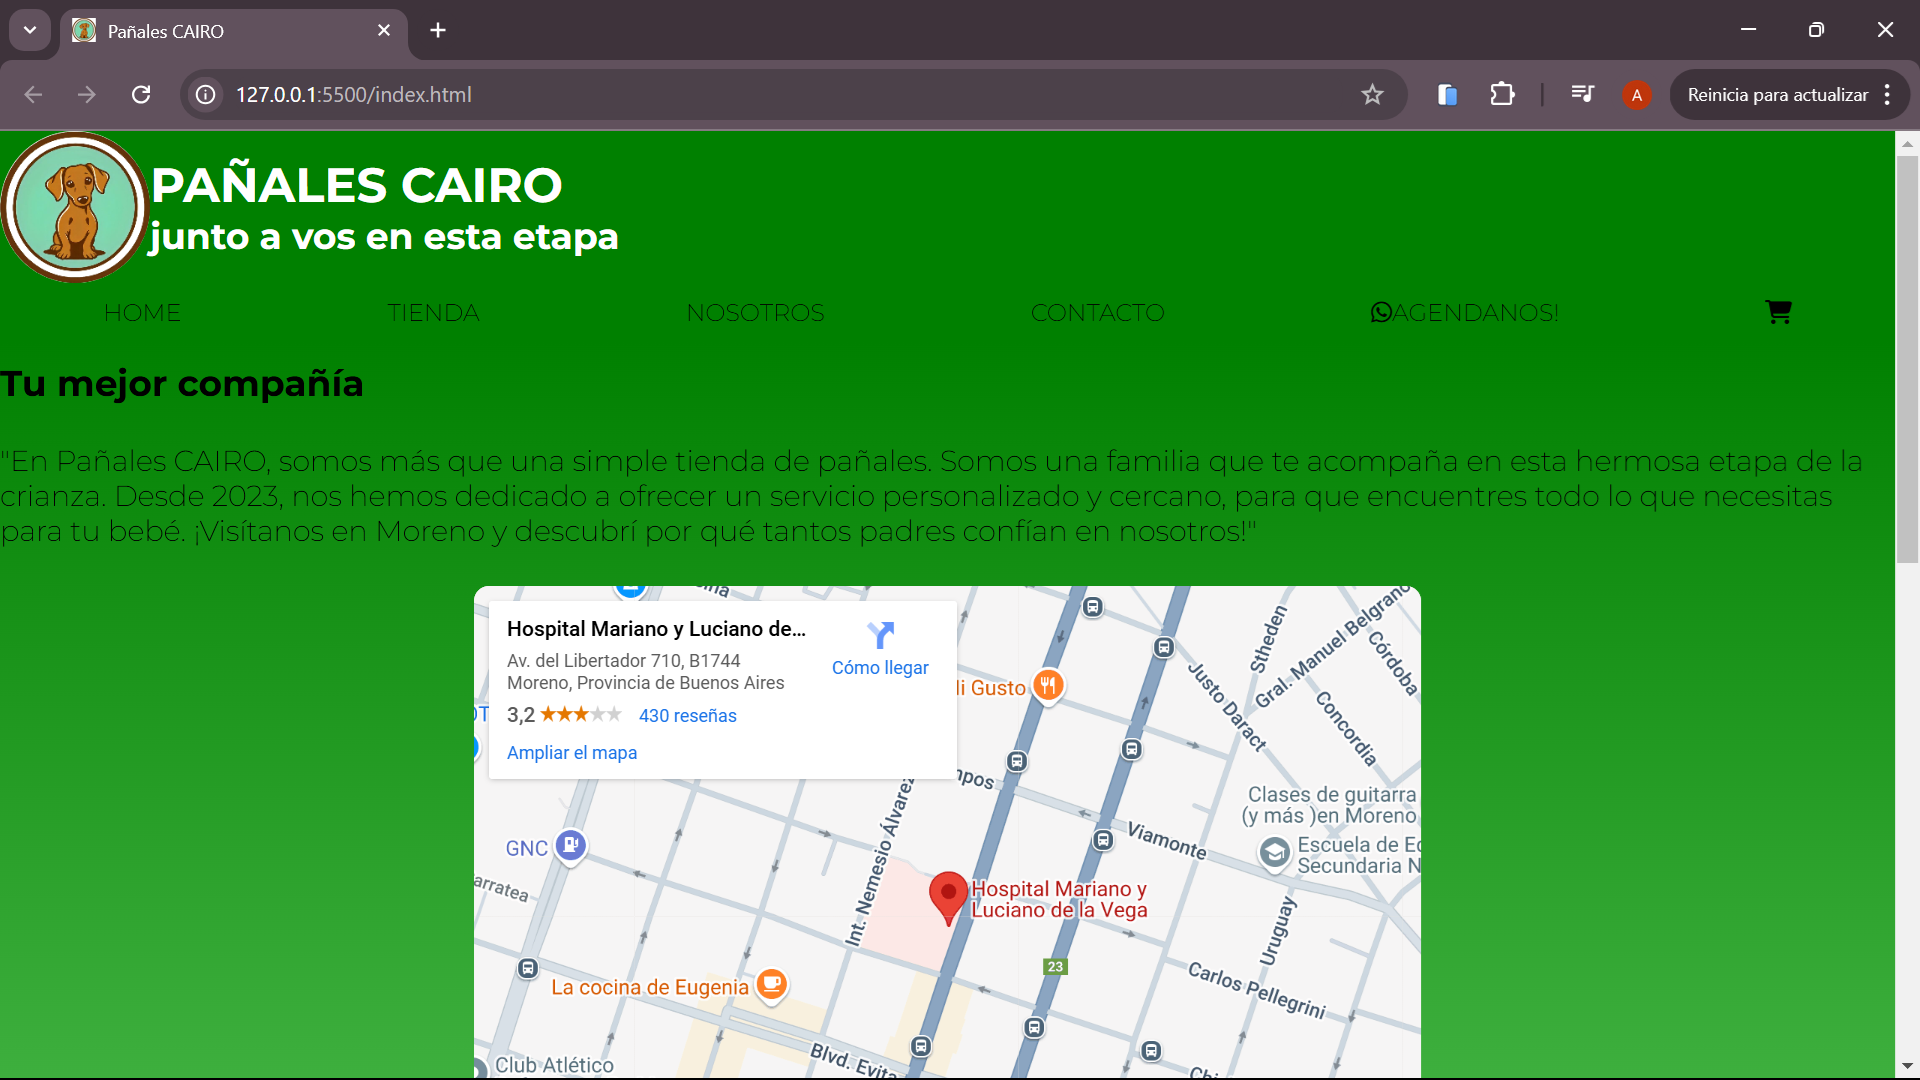 Pañales CAIRO
127.0.0.1:5500/index.html
A
Reinicia para actualizar
PAÑALES CAIRO
junto a vos en esta etapa
HOME
TIENDA
NOSOTROS
CONTACTO
AGENDANOS!
Tu mejor compañía
"En Pañales CAIRO, somos más que una simple tienda de pañales. Somos una familia que te acompaña en esta hermosa etapa de la
crianza. Desde 2023, nos hemos dedicado a ofrecer un servicio personalizado y cercano, para que encuentres todo lo que necesitas
para tu bebé. ¡Visítanos en Moreno y descubrí por qué tantos padres confían en nosotros!"
Hospital Mariano y Luciano de...
Av. del Libertador 710, B1744
Moreno, Provincia de Buenos Aires
Cómo llegar
3,2
430 reseñas
Ampliar el mapa
Gusto
Stheden
Gral. Manuel Belgrano
Córdoba
Justo Daract
Concordia
Clases de guitarra
(y más )en Moreno
Viamonte
Escuela de
Secundaria
GNC
Int. Nemesio Álvarez
Hospital Mariano y
Luciano de la Vega
Uruguay
23
Carlos Pellegrini
La cocina de Eugenia
Blvd. Evita
Club Atlético